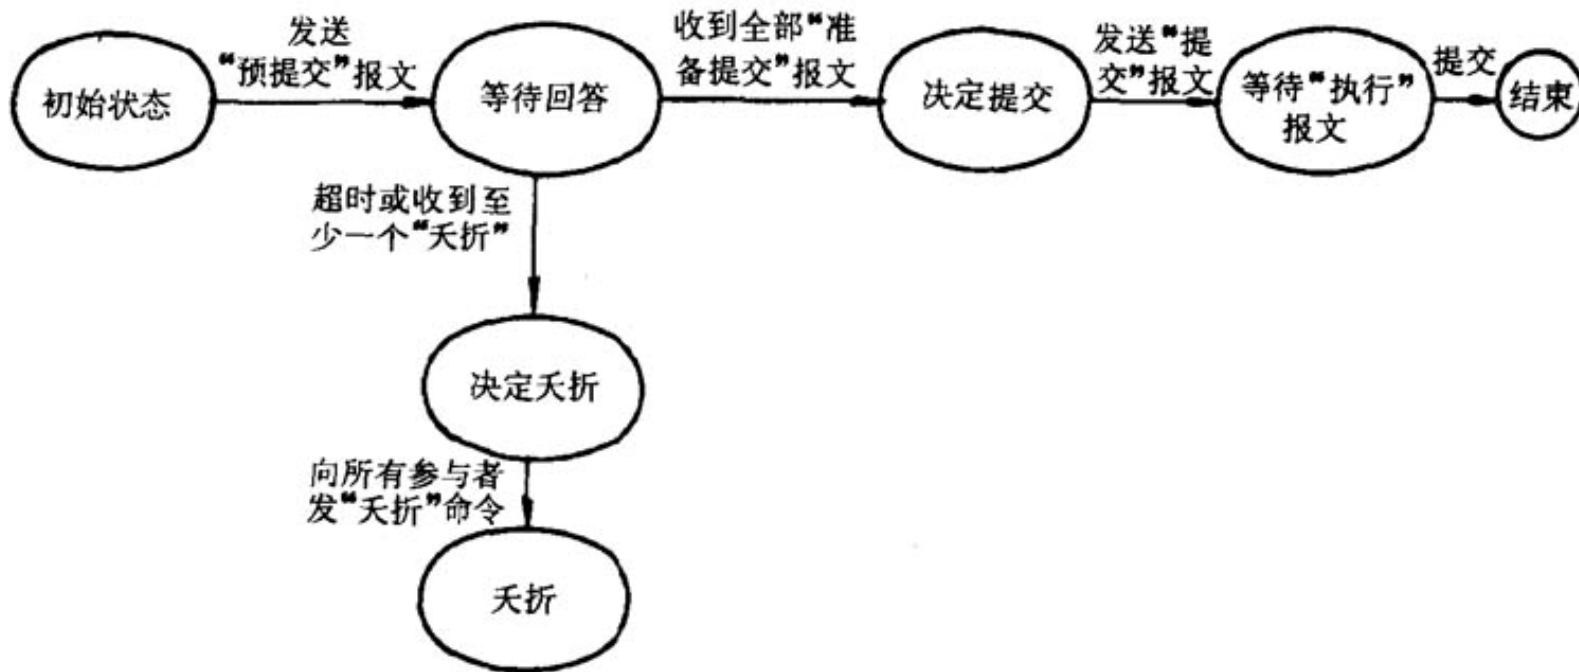 初始状态
发送
“预提交”报文
等待回答
收到全部“准
备提交”报文
决定提交
发送“提
交”报文
等待“执行”
报文
提交
结束
超时或收到至
少一个“夭折”
决定夭折
向所有参与者
发“夭折”命令
夭折